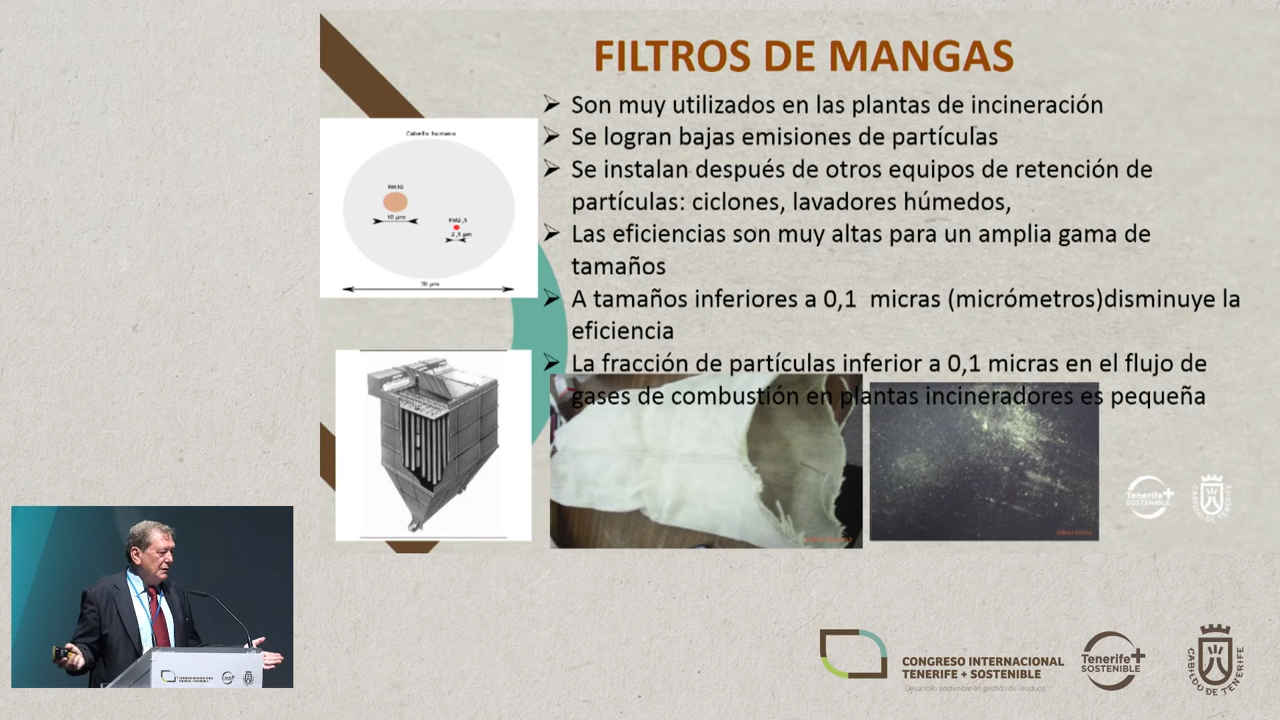 FILTROS DE MANGAS
Son muy utilizados en las plantas de incineración
Se logran bajas emisiones de partículas
Se instalan después de otros equipos de retención de
partículas: ciclones, lavadores húmedos,
Las eficiencias son muy altas para un amplia gama de
tamaños
A tamaños inferiores a 0,1 micras (micrómetros)disminuye la
eficiencia
La fracción de partículas inferior a 0,1 micras en el flujo de
gases de combustión en plantas incineradores es pequeña
Cabello humano
PM10
10 μm
PM2,5
2,5 μm
70 μm
Tenerife+
SOSTENIBLE
CABILDO DE TENERIFE
CONGRESO INTERNACIONAL
TENERIFE + SOSTENIBLE
Desarrollo sostenible en gestión de residuos
Tenerife+
SOSTENIBLE
CABILDO DE TENERIFE